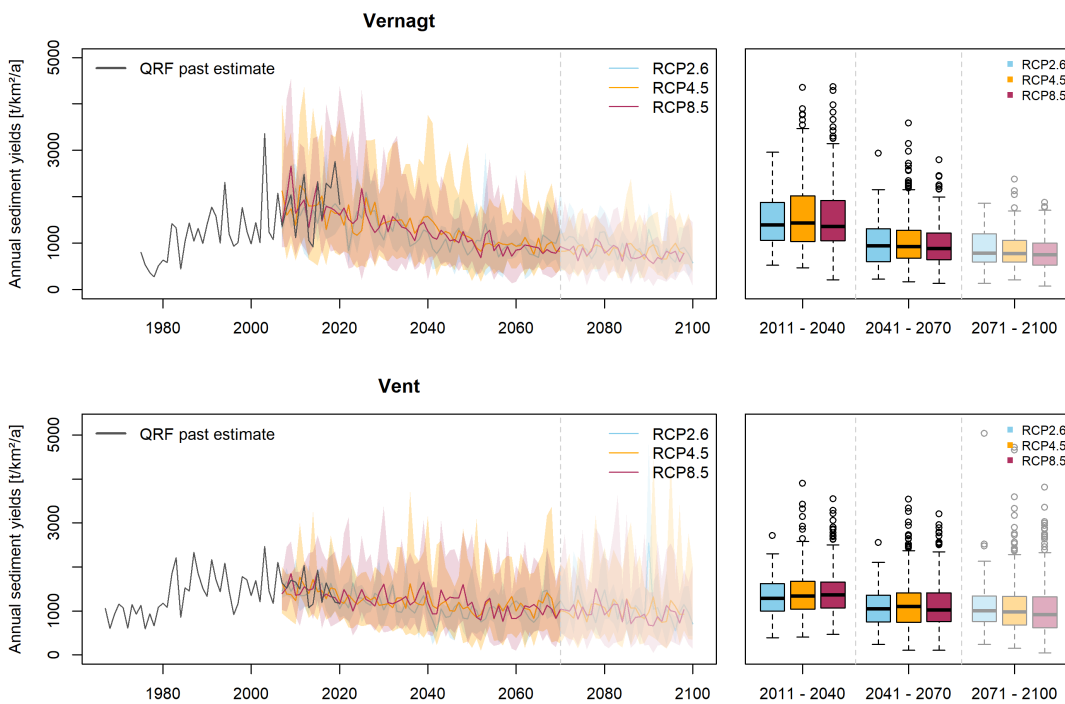 Vernagt
Annual sediment yields [t/km²/a]
5000
3000
1000
0
QRF past estimate
RCP2.6
RCP4.5
RCP8.5
1980 2000 2020 2040 2060 2080 2100
RCP2.6
RCP4.5
RCP8.5
2011 - 2040 2041 - 2070 2071 - 2100
Vent
Annual sediment yields [t/km²/a]
5000
3000
1000
0
QRF past estimate
RCP2.6
RCP4.5
RCP8.5
1980 2000 2020 2040 2060 2080 2100
RCP2.6
RCP4.5
RCP8.5
2011 - 2040 2041 - 2070 2071 - 2100